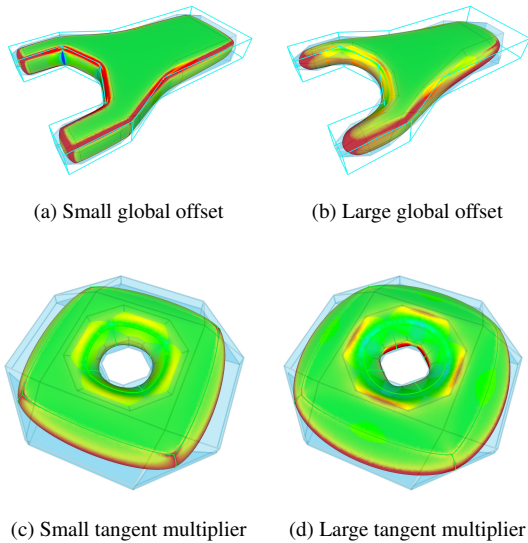 (a) Small global offset
(b) Large global offset
(c) Small tangent multiplier
(d) Large tangent multiplier